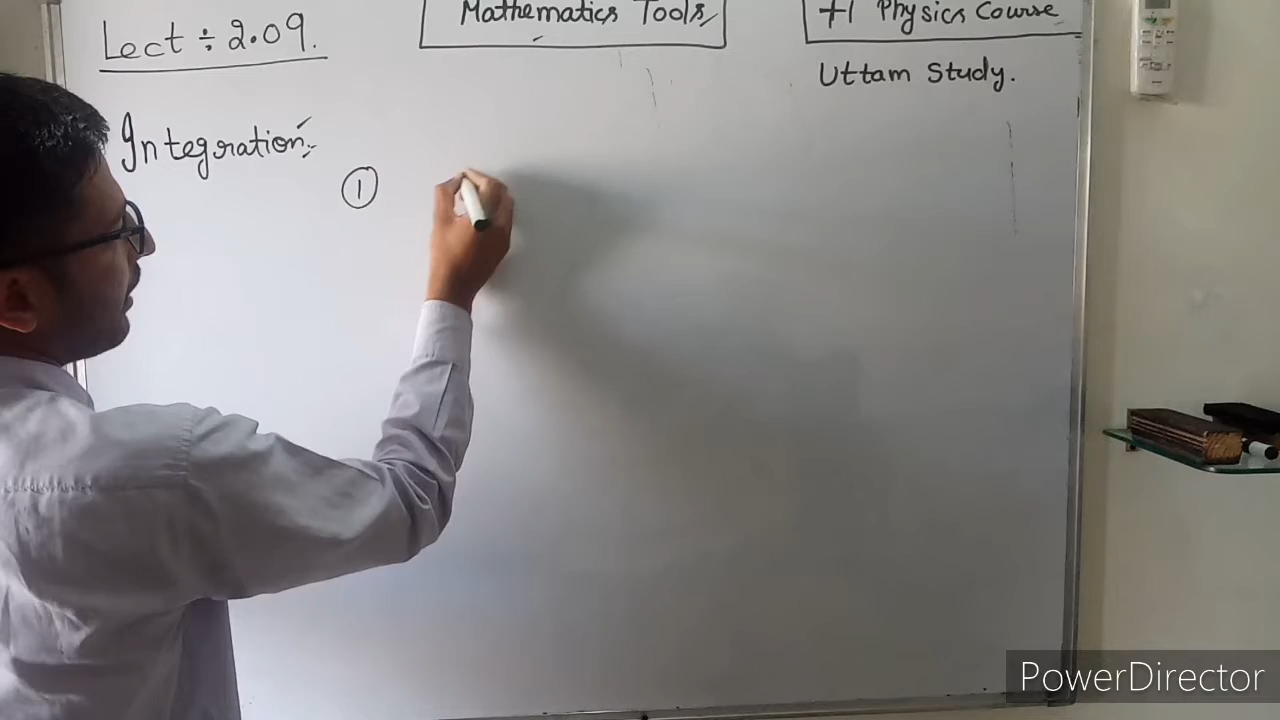 Lect ÷ 2.09.
Mathematics Tools
+1 Physics Course
Uttam Study.
Integration:
①
PowerDirector